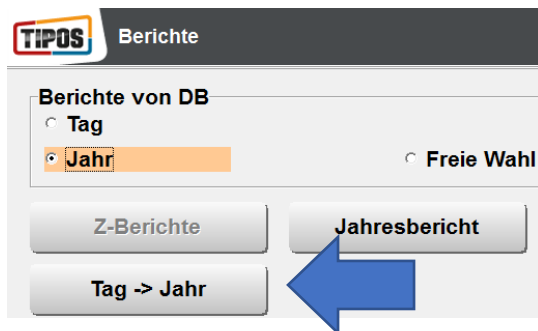 TIPOS Berichte
Berichte von DB
Tag
Jahr Freie Wahl
Z-Berichte Jahresbericht
Tag -> Jahr